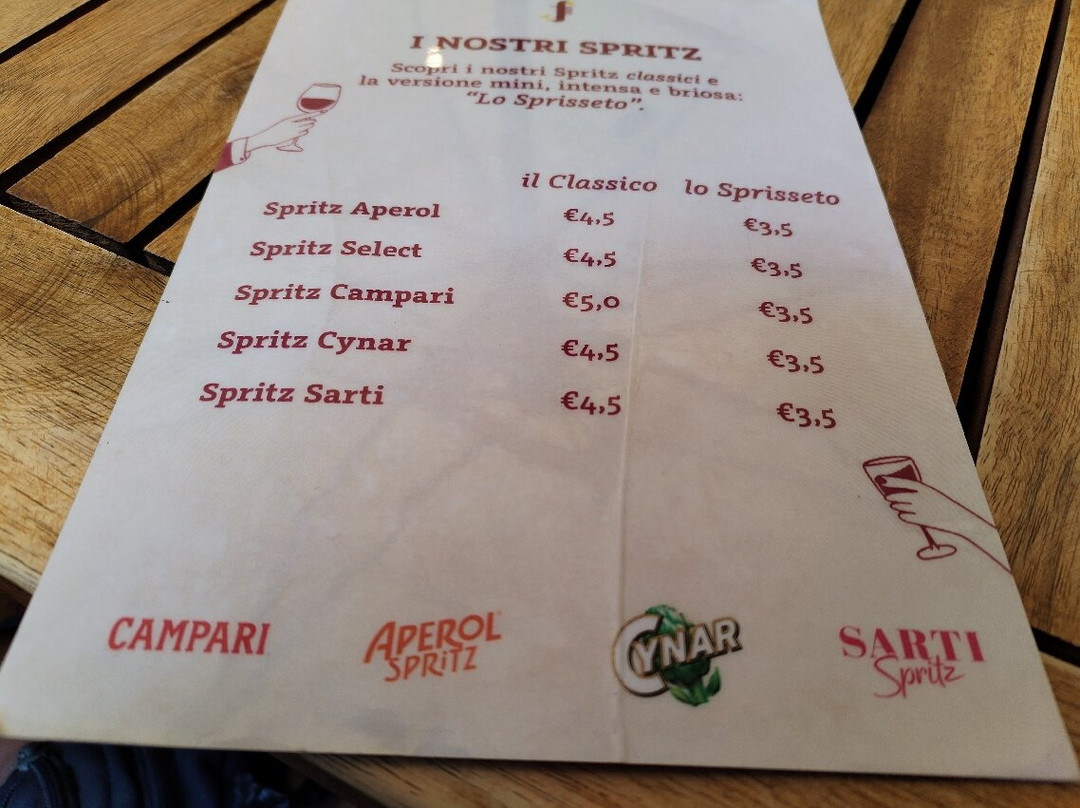 I NOSTRI SPRITZ
Scopri i nostri Spritz classici e
la versione mini, intensa e briosa:
“Lo Sprisseto”.
il Classico lo Sprisseto
Spritz Aperol €4,5 €3,5
Spritz Select €4,5 €3,5
Spritz Campari €5,0 €3,5
Spritz Cynar €4,5 €3,5
Spritz Sarti €4,5 €3,5
CAMPARI
APEROL
SPRITZ
CYNAR
SARTI
Spritz